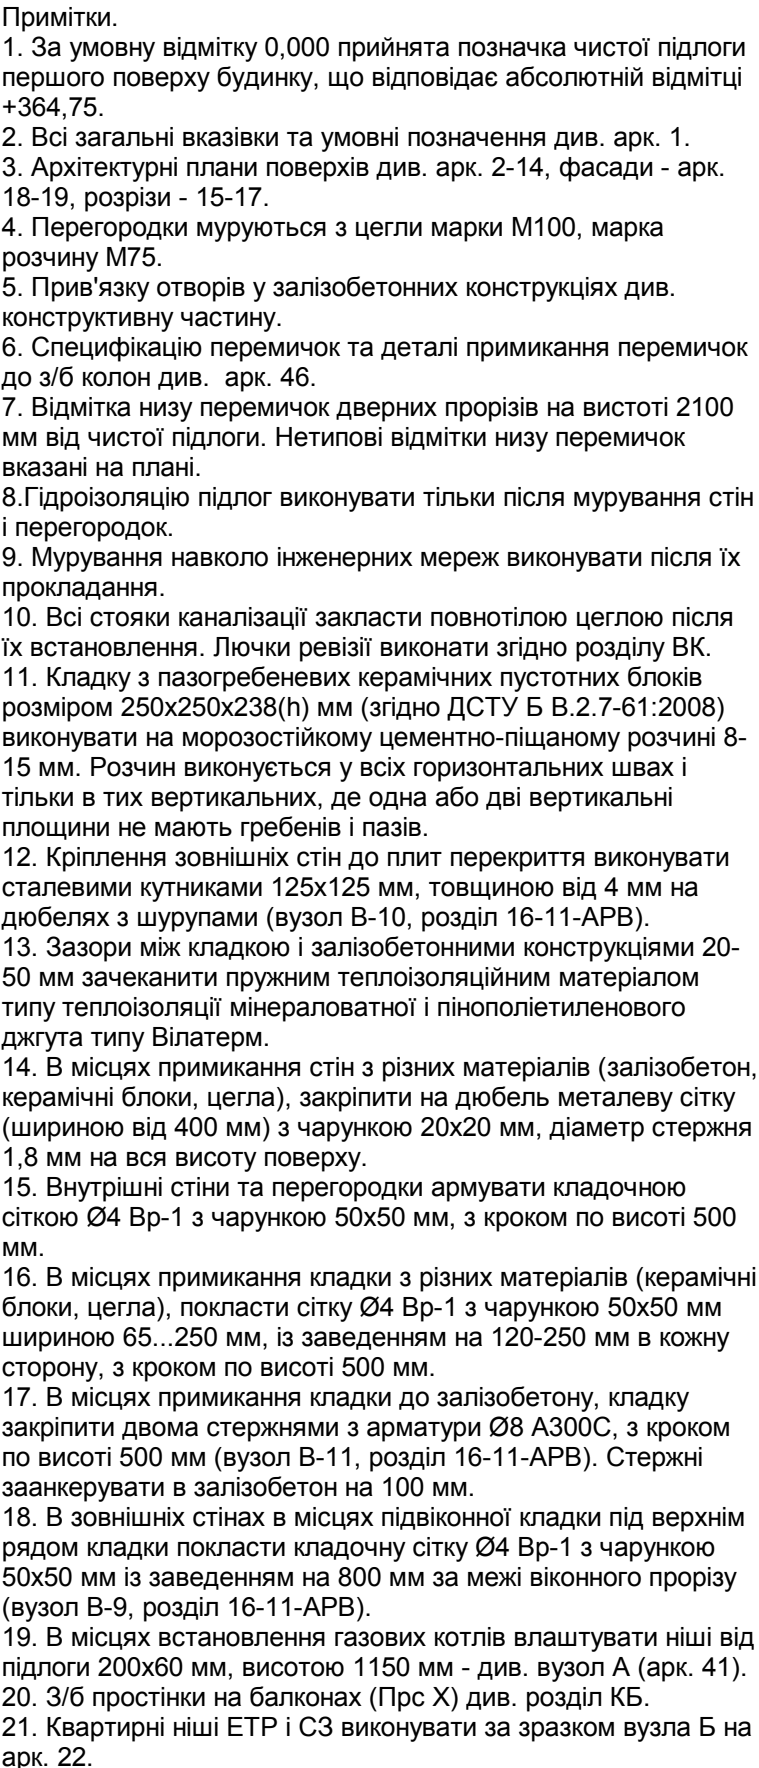 Примітки.
1. За умовну відмітку 0,000 прийнята позначка чистої підлоги
першого поверху будинку, що відповідає абсолютній відмітці
+364,75.
2. Всі загальні вказівки та умовні позначення див. арк. 1.
3. Архітектурні плани поверхів див. арк. 2-14, фасади - арк.
18-19, розрізи - 15-17.
4. Перегородки муруються з цегли марки М100, марка
розчину М75.
5. Прив'язку отворів у залізобетонних конструкціях див.
конструктивну частину.
6. Специфікацію перемичок та деталі примикання перемичок
до з/б колон див.  арк. 46.
7. Відмітка низу перемичок дверних прорізів на вистоті 2100
мм від чистої підлоги. Нетипові відмітки низу перемичок
вказані на плані.
8.Гідроізоляцію підлог виконувати тільки після мурування стін
і перегородок.
9. Мурування навколо інженерних мереж виконувати після їх
прокладання.
10. Всі стояки каналізації закласти повнотілою цеглою після
їх встановлення. Лючки ревізії виконати згідно розділу ВК.
11. Кладку з пазогребеневих керамічних пустотних блоків
розміром 250х250х238(h) мм (згідно ДСТУ Б В.2.7-61:2008)
виконувати на морозостійкому цементно-піщаному розчині 8-
15 мм. Розчин виконується у всіх горизонтальних швах і
тільки в тих вертикальних, де одна або дві вертикальні
площини не мають гребенів і пазів.
12. Кріплення зовнішніх стін до плит перекриття виконувати
сталевими кутниками 125х125 мм, товщиною від 4 мм на
дюбелях з шурупами (вузол В-10, розділ 16-11-АРВ).
13. Зазори між кладкою і залізобетонними конструкціями 20-
50 мм зачеканити пружним теплоізоляційним матеріалом
типу теплоізоляції мінераловатної і пінополіетиленового
джгута типу Вілатерм.
14. В місцях примикання стін з різних матеріалів (залізобетон,
керамічні блоки, цегла), закріпити на дюбель металеву сітку
(шириною від 400 мм) з чарункою 20х20 мм, діаметр стержня
1,8 мм на вся висоту поверху.
15. Внутрішні стіни та перегородки армувати кладочною
сіткою Ø4 Вр-1 з чарункою 50х50 мм, з кроком по висоті 500
мм.
16. В місцях примикання кладки з різних матеріалів (керамічні
блоки, цегла), покласти сітку Ø4 Вр-1 з чарункою 50х50 мм
шириною 65...250 мм, із заведенням на 120-250 мм в кожну
сторону, з кроком по висоті 500 мм.
17. В місцях примикання кладки до залізобетону, кладку
закріпити двома стержнями з арматури Ø8 А300С, з кроком
по висоті 500 мм (вузол В-11, розділ 16-11-АРВ). Стержні
заанкерувати в залізобетон на 100 мм.
18. В зовнішніх стінах в місцях підвіконної кладки під верхнім
рядом кладки покласти кладочну сітку Ø4 Вр-1 з чарункою
50х50 мм із заведенням на 800 мм за межі віконного прорізу
(вузол В-9, розділ 16-11-АРВ).
19. В місцях встановлення газових котлів влаштувати ніші від
підлоги 200х60 мм, висотою 1150 мм - див. вузол А (арк. 41).
20. З/б простінки на балконах (Прс Х) див. розділ КБ.
21. Квартирні ніші ЕТР і СЗ виконувати за зразком вузла Б на
арк. 22.